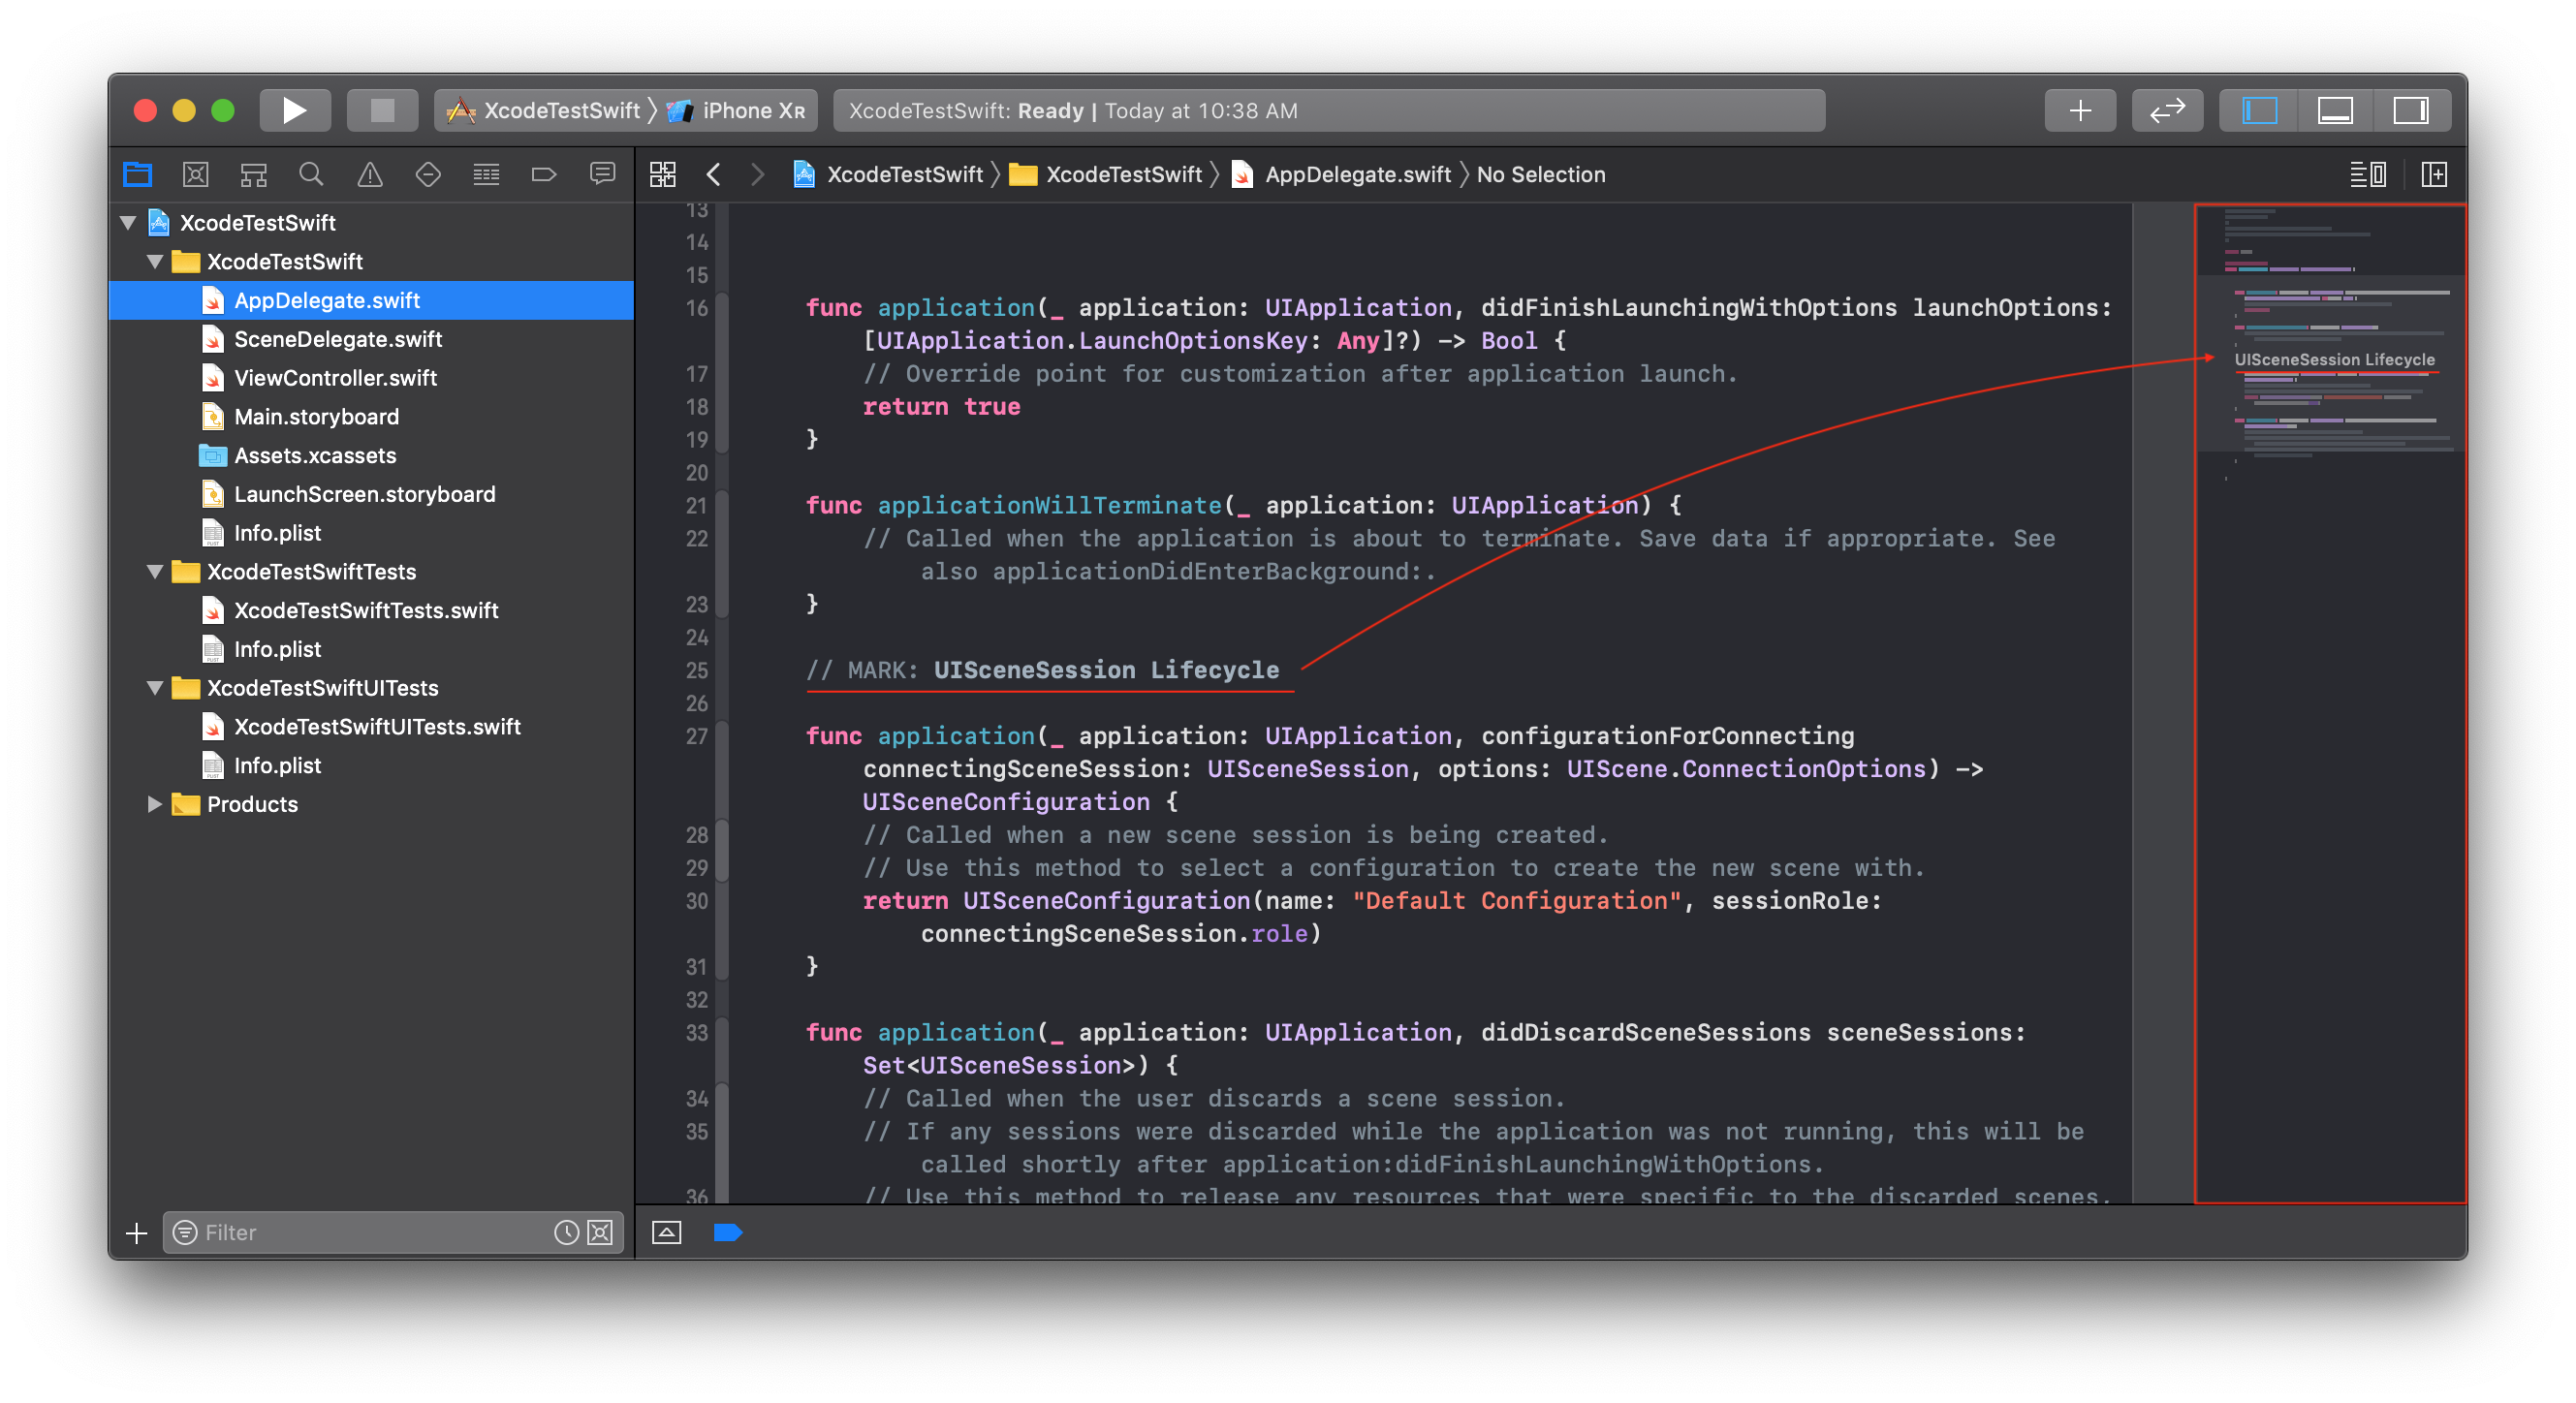 XcodeTestSwift 〉 iPhone XR
XcodeTestSwift: Ready | Today at 10:38 AM
XcodeTestSwift 〉 XcodeTestSwift 〉 AppDelegate.swift 〉 No Selection
XcodeTestSwift
XcodeTestSwift
AppDelegate.swift
SceneDelegate.swift
ViewController.swift
Main.storyboard
Assets.xcassets
LaunchScreen.storyboard
Info.plist
XcodeTestSwiftTests
XcodeTestSwiftTests.swift
Info.plist
XcodeTestSwiftUITests
XcodeTestSwiftUITests.swift
Info.plist
Products
Filter
13
14
15
16 func application(_ application: UIApplication, didFinishLaunchingWithOptions launchOptions:
[UIApplication.LaunchOptionsKey: Any]?) -> Bool {
17 // Override point for customization after application launch.
18 return true
19 }
20
21 func applicationWillTerminate(_ application: UIApplication) {
22 // Called when the application is about to terminate. Save data if appropriate. See
also applicationDidEnterBackground:.
23 }
24
25 // MARK: UISceneSession Lifecycle
26
27 func application(_ application: UIApplication, configurationForConnecting
connectingSceneSession: UISceneSession, options: UIScene.ConnectionOptions) ->
UISceneConfiguration {
28 // Called when a new scene session is being created.
29 // Use this method to select a configuration to create the new scene with.
30 return UISceneConfiguration(name: "Default Configuration", sessionRole:
connectingSceneSession.role)
31 }
32
33 func application(_ application: UIApplication, didDiscardSceneSessions sceneSessions:
Set<UISceneSession>) {
34 // Called when the user discards a scene session.
35 // If any sessions were discarded while the application was not running, this will be
called shortly after application:didFinishLaunchingWithOptions.
36 // Use this method to release any resources that were specific to the discarded scenes,
UISceneSession Lifecycle